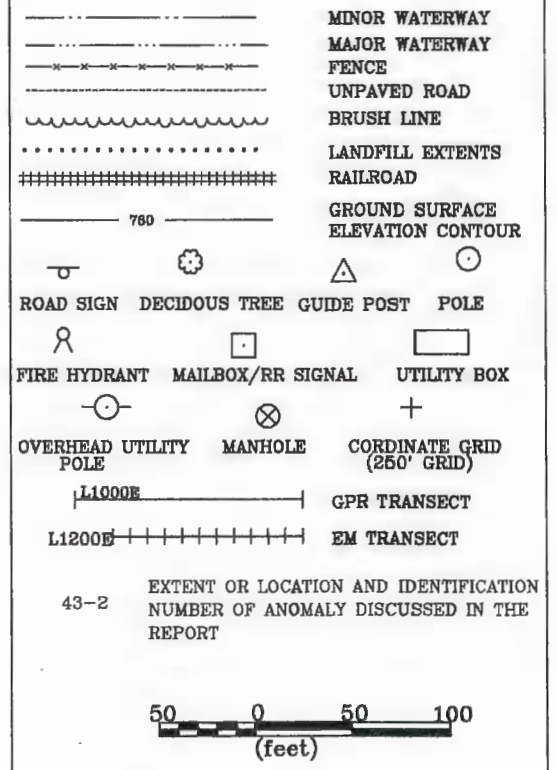 MINOR WATERWAY
MAJOR WATERWAY
FENCE
UNPAVED ROAD
BRUSH LINE
LANDFILL EXTENTS
RAILROAD
760
GROUND SURFACE
ELEVATION CONTOUR
ROAD SIGN DECIDOUS TREE GUIDE POST POLE
FIRE HYDRANT MAILBOX/RR SIGNAL UTILITY BOX
OVERHEAD UTILITY MANHOLE CORDINATE GRID
POLE (250' GRID)
L1000E GPR TRANSECT
L1200E EM TRANSECT
43-2
EXTENT OR LOCATION AND IDENTIFICATION
NUMBER OF ANOMALY DISCUSSED IN THE
REPORT
50 0 50 100
(feet)